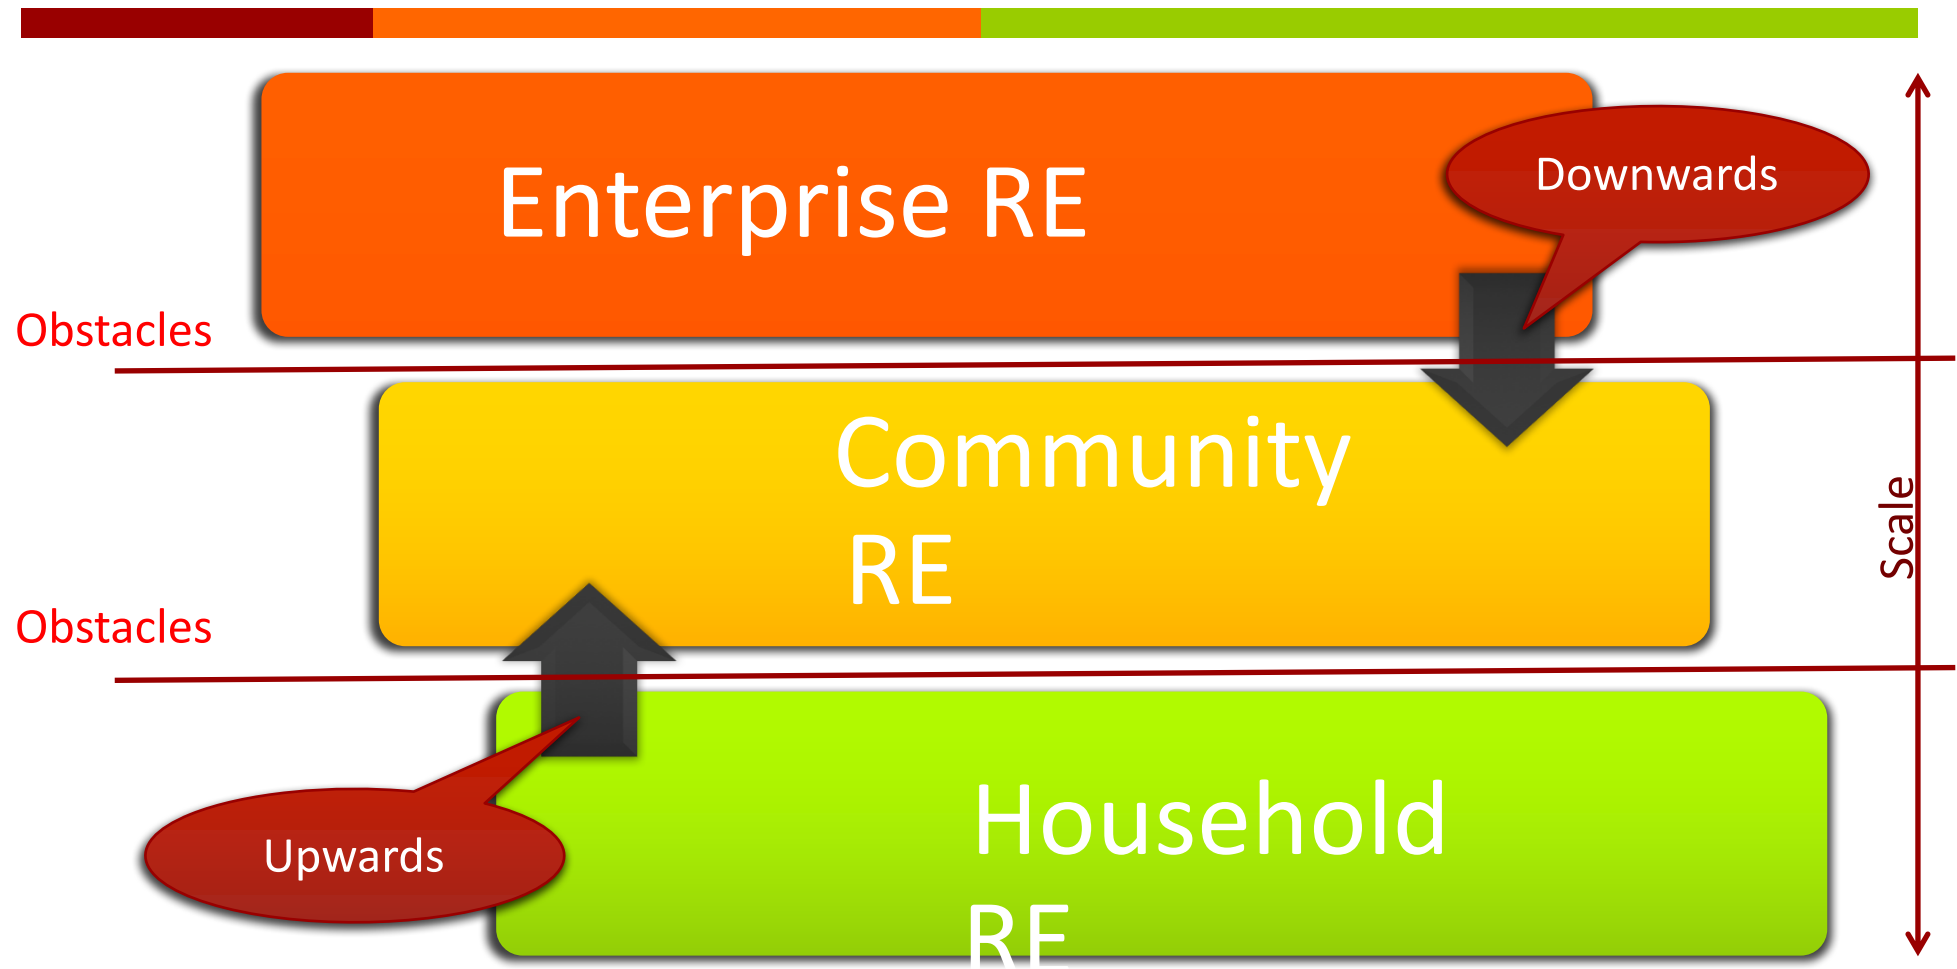 Enterprise RE
Downwards
Obstacles
Community
RE
Scale
Obstacles
Household
RE
Upwards